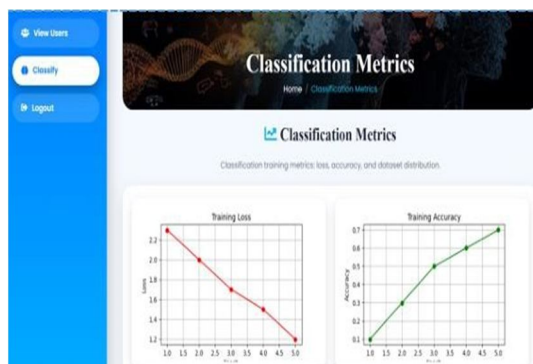 View Users
Classification Metrics
Classify
Home / Classification Metrics
Logout
Classification Metrics
Classification training metrics: loss, accuracy, and dataset distribution.
Training Loss
Training Accuracy
Loss
2.2
2.0
1.8
1.6
1.4
1.2
1.0 1.5 2.0 2.5 3.0 3.5 4.0 4.5 5.0
Accuracy
0.7
0.6
0.5
0.4
0.3
0.2
0.1
1.0 1.5 2.0 2.5 3.0 3.5 4.0 4.5 5.0